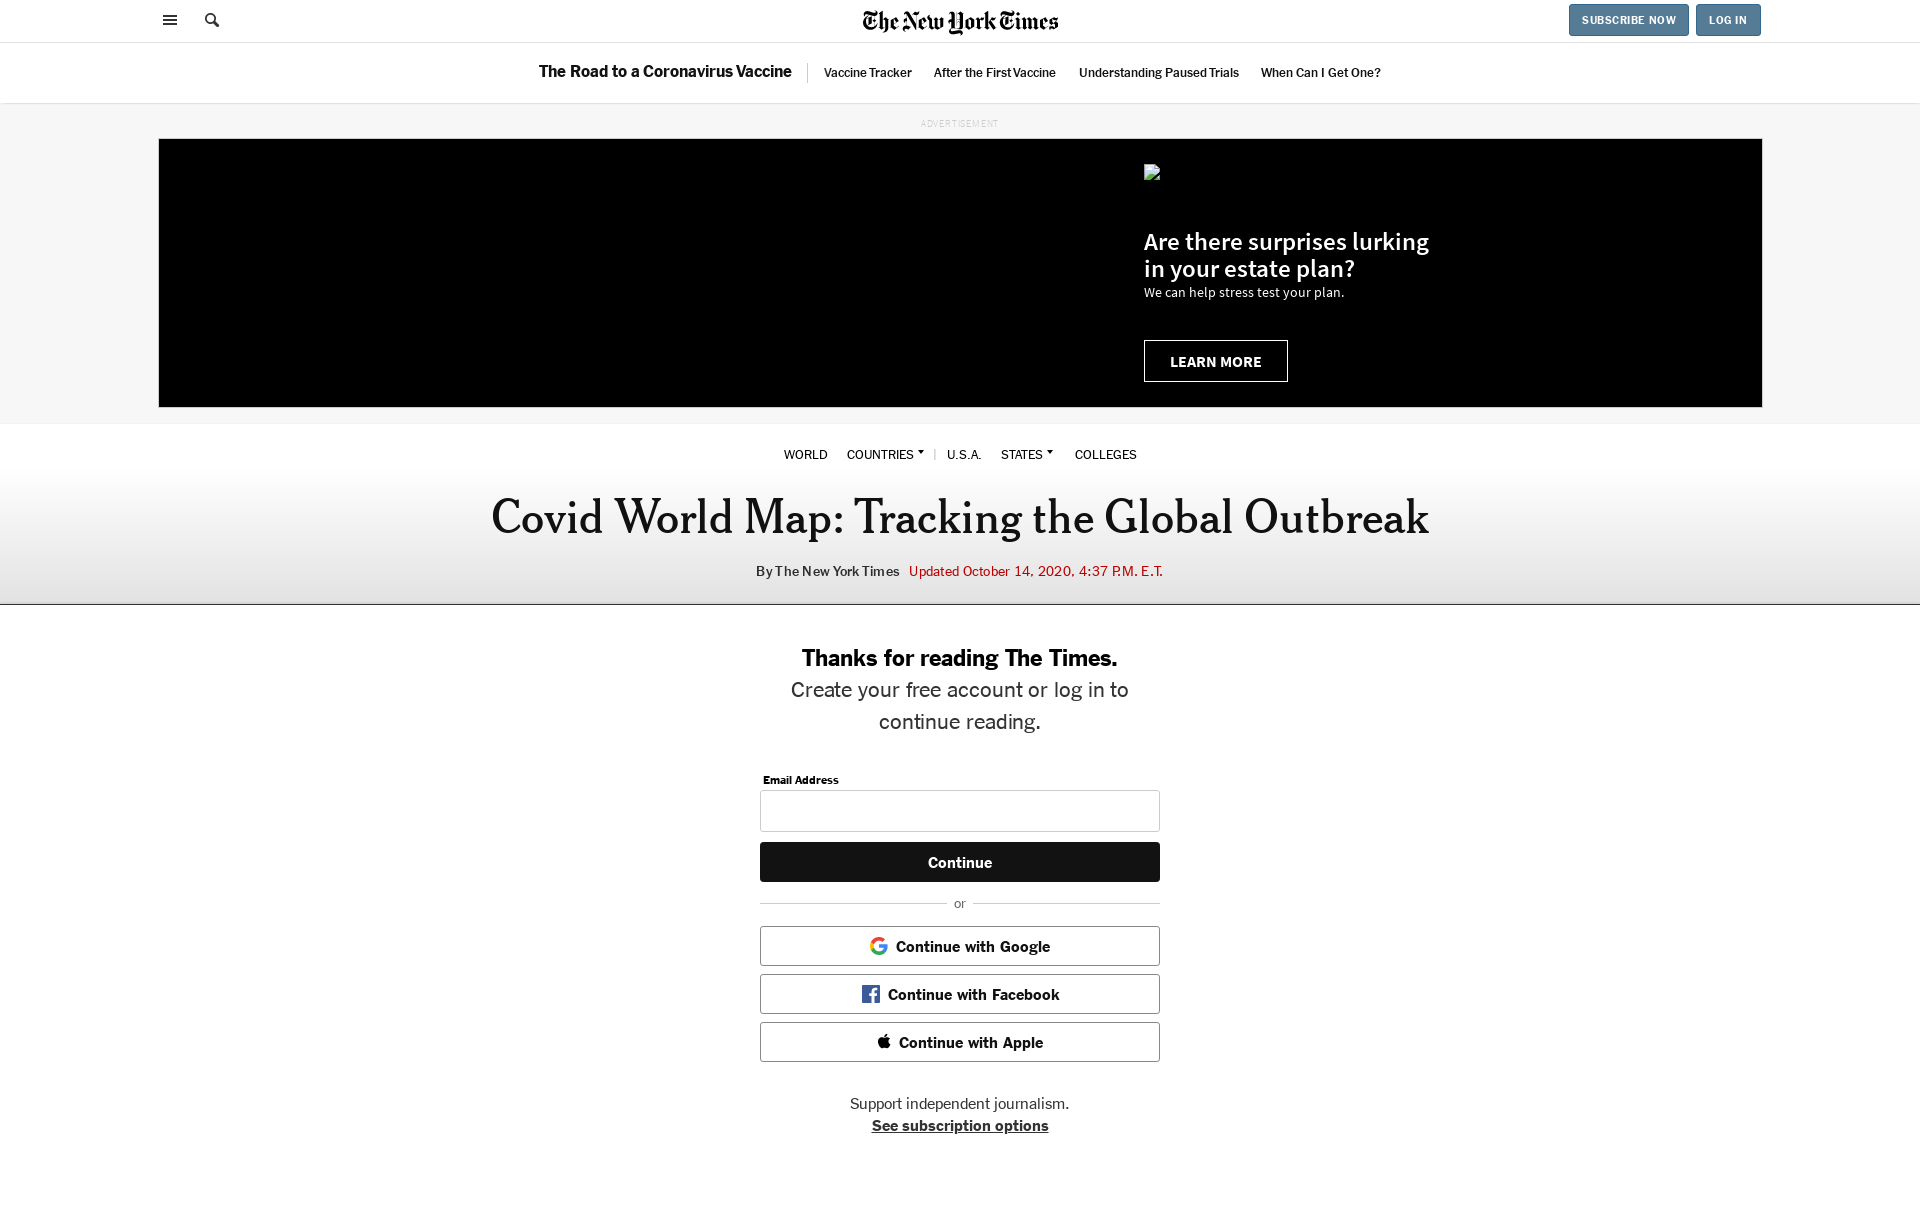 The New York Times
SUBSCRIBE NOW
LOG IN
The Road to a Coronavirus Vaccine
Vaccine Tracker
After the First Vaccine
Understanding Paused Trials
When Can I Get One?
ADVERTISEMENT
Are there surprises lurking
in your estate plan?
We can help stress test your plan.
LEARN MORE
WORLD COUNTRIES | U.S.A. STATES COLLEGES
Covid World Map: Tracking the Global Outbreak
By The New York Times Updated October 14, 2020, 4:37 P.M. E.T.
Thanks for reading The Times.
Create your free account or log in to
continue reading.
Email Address
Continue
or
Continue with Google
Continue with Facebook
Continue with Apple
Support independent journalism.
See subscription options